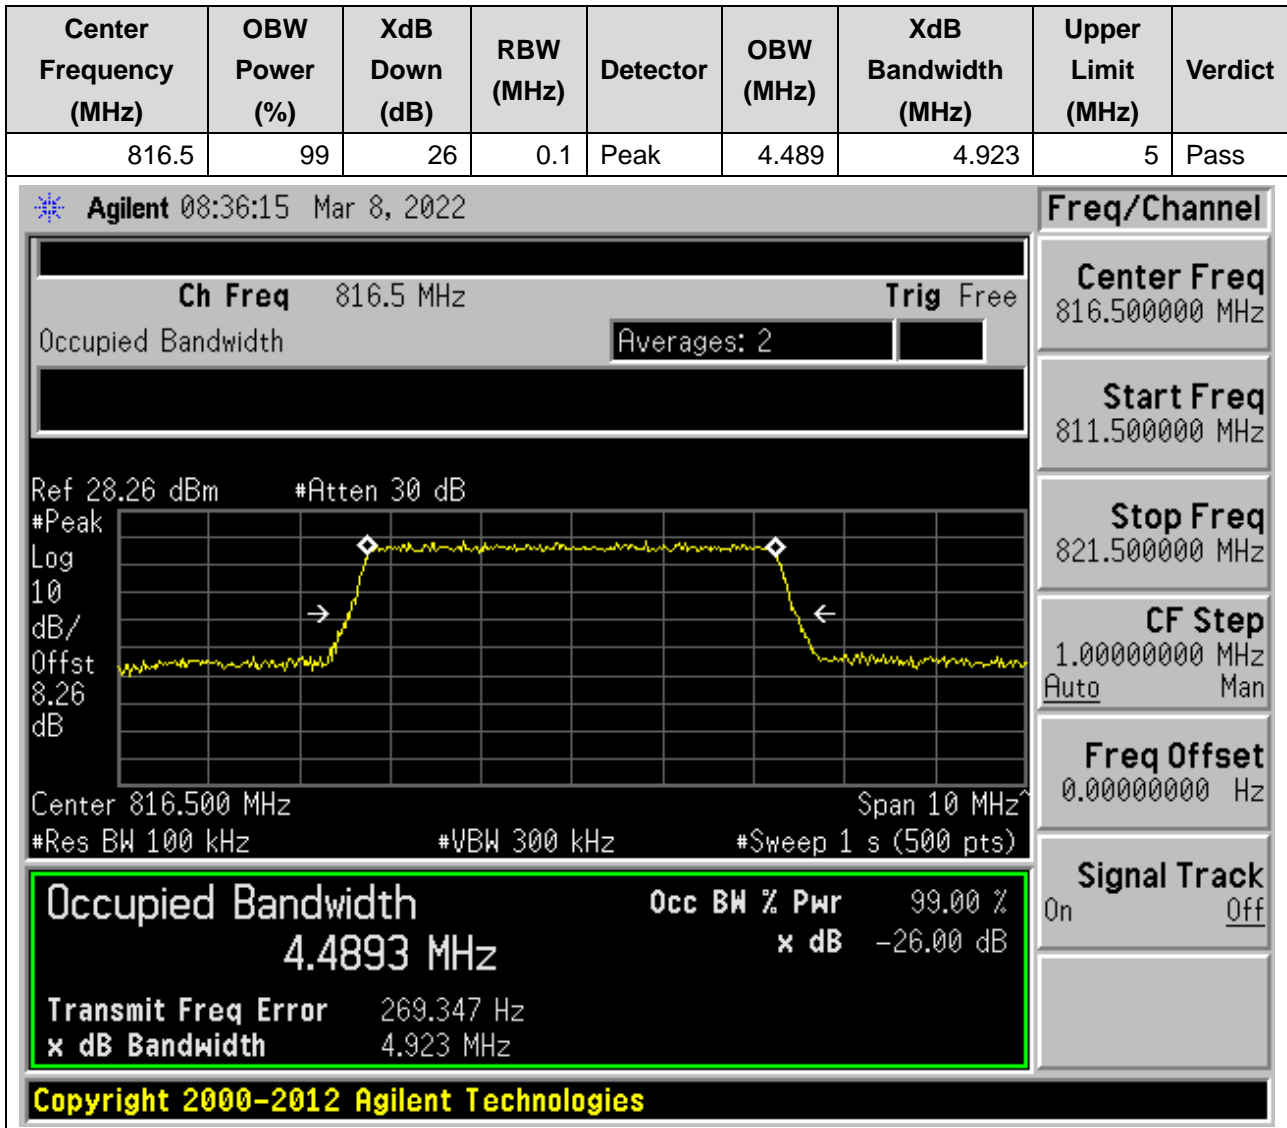 Center Frequency (MHz) OBW Power (%) XdB Down (dB) RBW (MHz) Detector OBW (MHz) XdB Bandwidth (MHz) Upper Limit (MHz) Verdict
816.5 99 26 0.1 Peak 4.489 4.923 5 Pass
Agilent 08:36:15 Mar 8, 2022
Freq/Channel
Ch Freq 816.5 MHz Trig Free
Occupied Bandwidth Averages: 2
Ref 28.26 dBm #Atten 30 dB
#Peak
Log
10
dB/
Offst
8.26
dB
Center 816.500 MHz Span 10 MHz^
#Res BW 100 kHz #VBW 300 kHz #Sweep 1 s (500 pts)
Occupied Bandwidth Occ BW % Pwr 99.00 %
4.4893 MHz x dB -26.00 dB
Transmit Freq Error 269.347 Hz
x dB Bandwidth 4.923 MHz
Center Freq
816.500000 MHz
Start Freq
811.500000 MHz
Stop Freq
821.500000 MHz
CF Step
1.00000000 MHz
Auto Man
Freq Offset
0.00000000 Hz
Signal Track
On Off
Copyright 2000-2012 Agilent Technologies